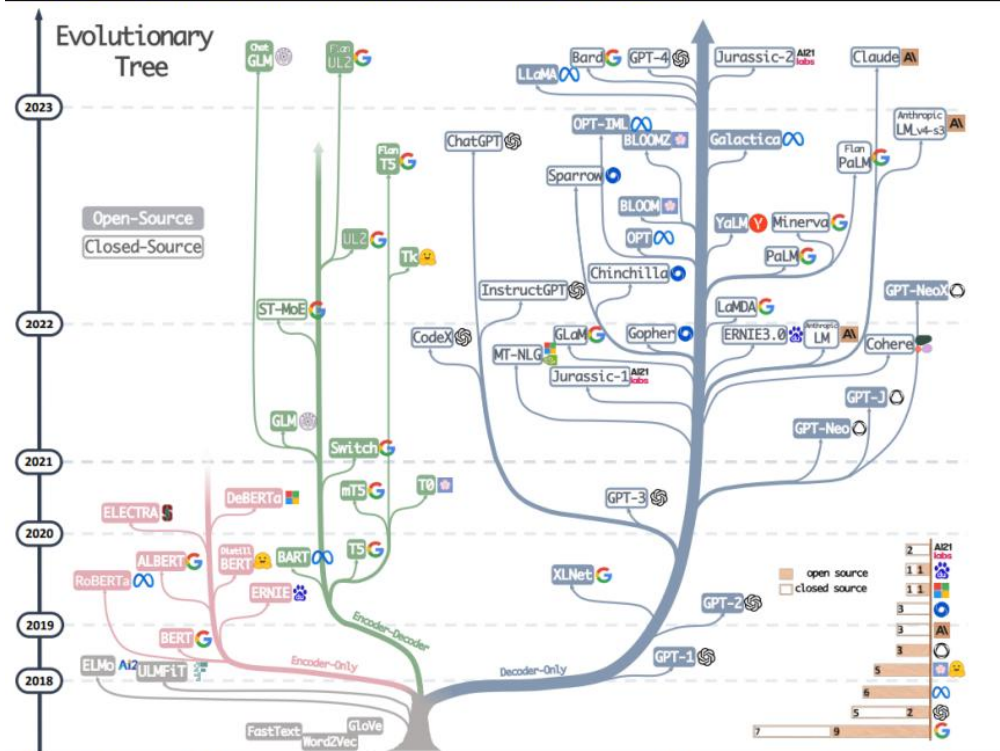 Evolutionary
Tree
Chat
GLM
Flan
UL2
Bard
GPT-4
Jurassic-2
AI21
labs
Claude
A\
LLaMA
2023
OPT-IML
BLOOMZ
Galactica
Anthropic
LM_v4-s3
A\
ChatGPT
Flan
T5
Flan
PaLM
Sparrow
Open-Source
Closed-Source
BLOOM
YaLM
Y
Minerva
UL2
OPT
Tk
PaLM
Chinchilla
InstructGPT
GPT-NeoX
ST-MoE
LaMDA
2022
CodeX
GLaM
Gopher
ERNIE3.0
Anthropic
LM
A\
Cohere
MT-NLG
Jurassic-1
AI21
labs
GPT-J
GLM
GPT-Neo
Switch
2021
mT5
T0
DeBERTa
GPT-3
ELECTRA
2020
ALBERT
Distill
BERT
BART
T5
RoBERTa
XLNet
ERNIE
GPT-2
2019
Encoder-Decoder
BERT
GPT-1
ELMo
Ai2
ULMFiT
Encoder-Only
Decoder-Only
2018
FastText
Word2Vec
GloVe
open source
closed source
2 AI21
labs
1 1
1 1
3
3 A\
3
5
6
5 2
7 9